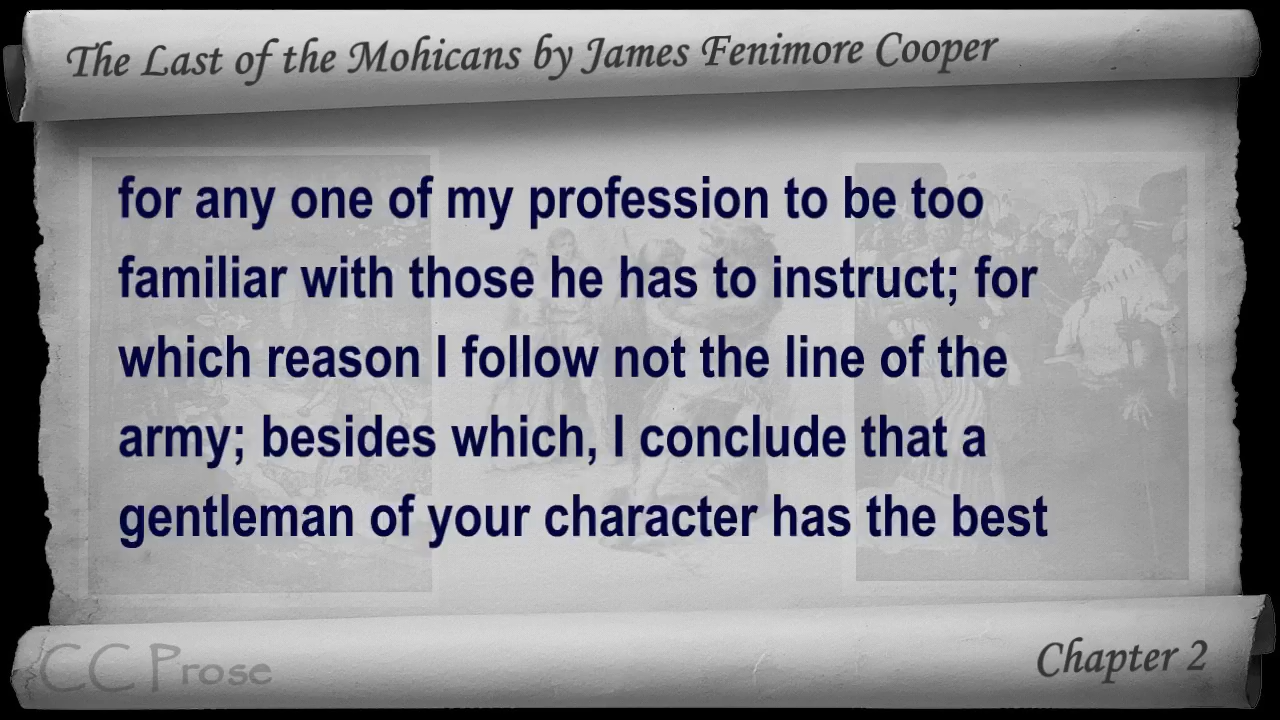 The Last of the Mohicans by James Fenimore Cooper
for any one of my profession to be too
familiar with those he has to instruct; for
which reason I follow not the line of the
army; besides which, I conclude that a
gentleman of your character has the best
CC Prose
Chapter 2